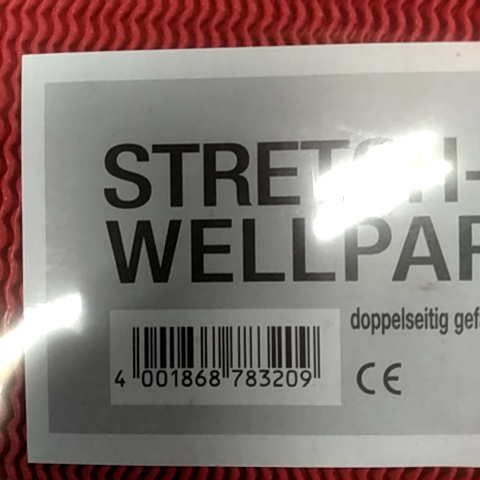 STRETCH-
WELLPAP
doppelseitig gef
4 001868 783209
CE